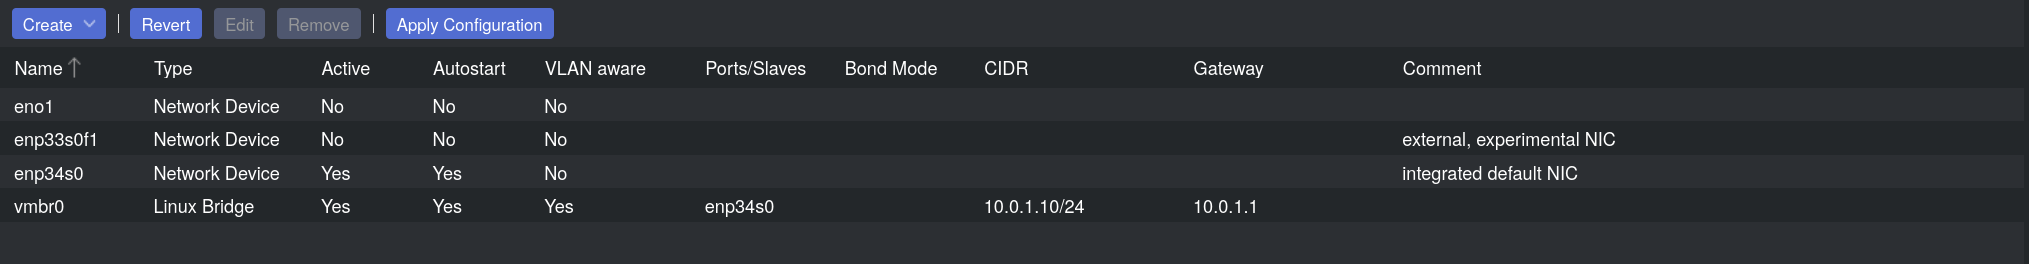 Create Revert Edit Remove Apply Configuration
Name Type Active Autostart VLAN aware Ports/Slaves Bond Mode CIDR Gateway Comment
eno1 Network Device No No No
enp33s0f1 Network Device No No No external, experimental NIC
enp34s0 Network Device Yes Yes No integrated default NIC
vmbr0 Linux Bridge Yes Yes Yes enp34s0 10.0.1.10/24 10.0.1.1